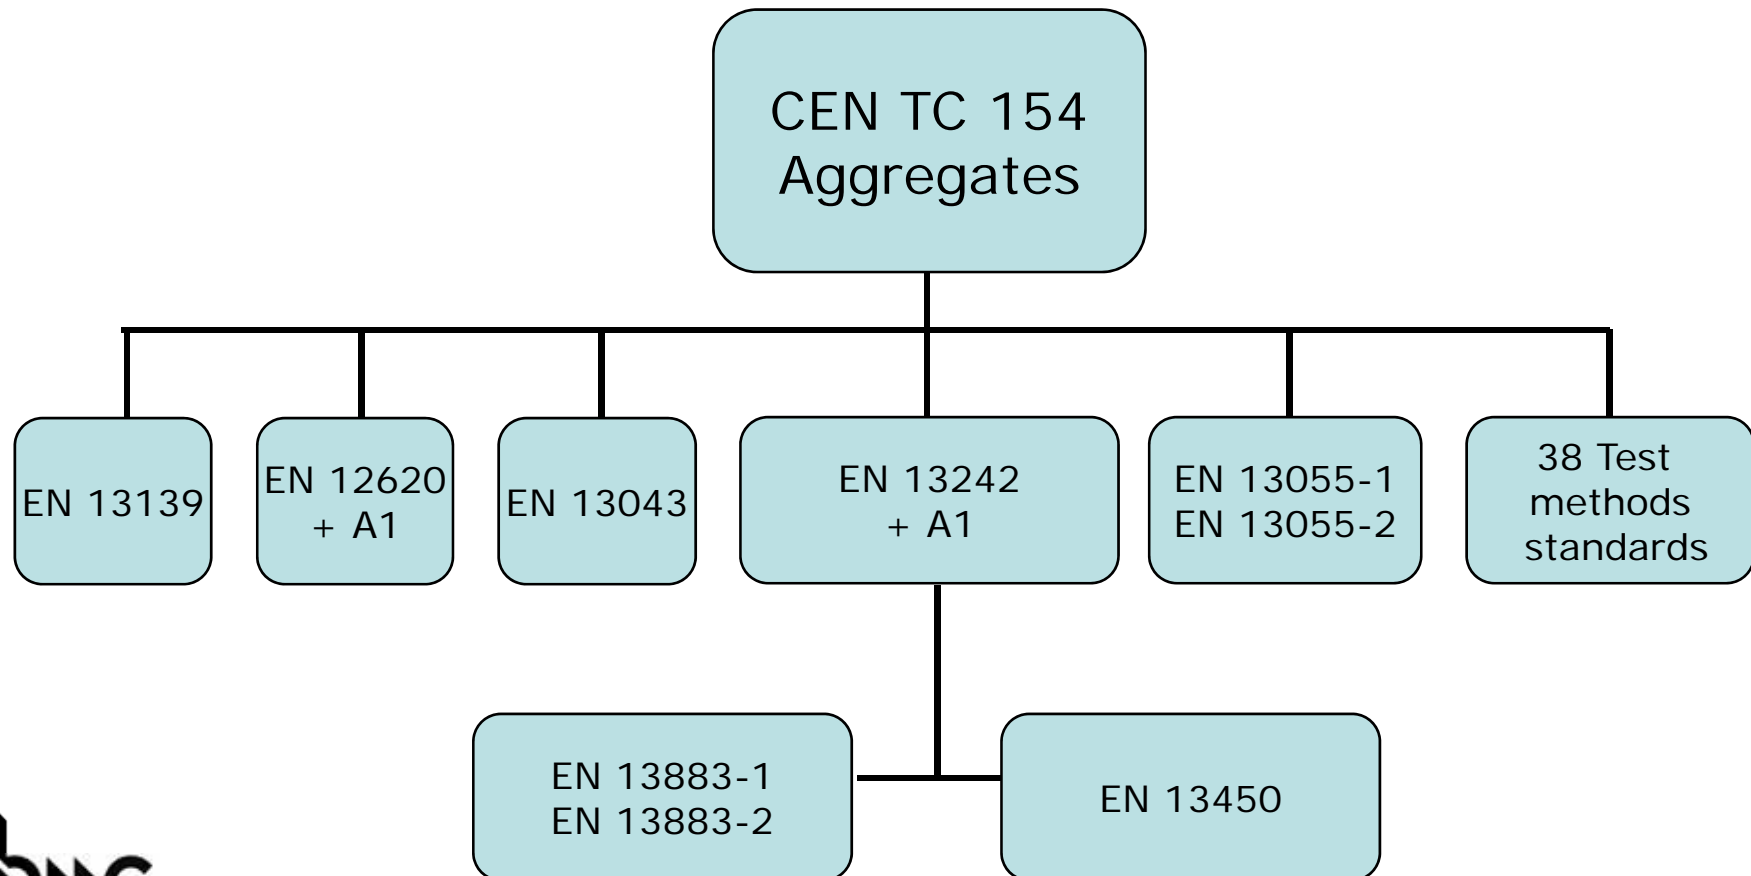 CEN TC 154
Aggregates
EN 13139
EN 12620
+ A1
EN 13043
EN 13242
+ A1
EN 13055-1
EN 13055-2
38 Test
methods
standards
EN 13883-1
EN 13883-2
EN 13450